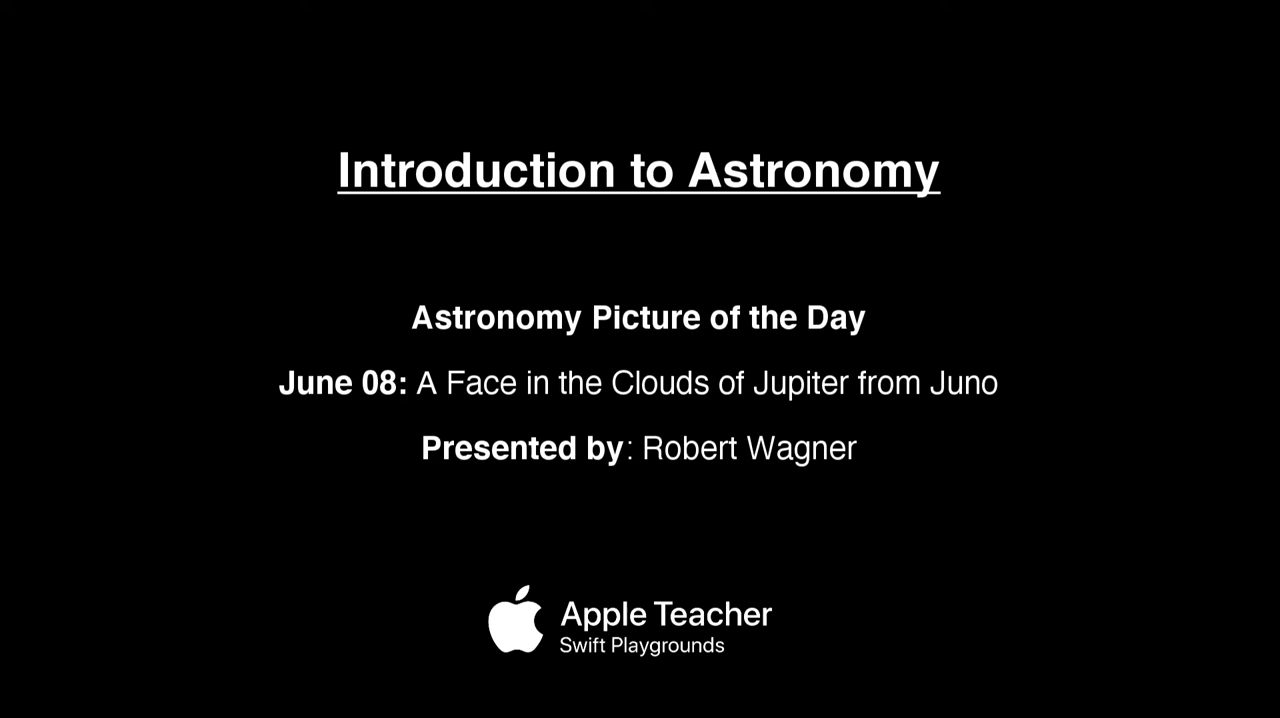 Introduction to Astronomy
Astronomy Picture of the Day
June 08: A Face in the Clouds of Jupiter from Juno
Presented by: Robert Wagner
Apple Teacher
Swift Playgrounds